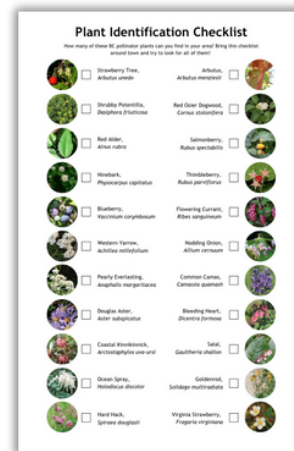 Plant Identification Checklist
How many of these BC pollinator plants can you find in your area? Bring this checklist
around town and try to look for all of them!
Strawberry Tree,
Arbutus unedo
Arbutus,
Arbutus menziesii
Shrubby Potentilla,
Dasiphora fruiticosa
Red Osier Dogwood,
Cornus stolonifera
Red Alder,
Alnus rubra
Salmonberry,
Rubus spectabilis
Ninebark,
Physocarpus capitatus
Thimbleberry,
Rubus parviflorus
Blueberry,
Vaccinium corymbosum
Flowering Currant,
Ribes sanguineum
Western Yarrow,
Achillea millefolium
Nodding Onion,
Allium cernuum
Pearly Everlasting,
Anaphalis margaritacea
Common Camas,
Camassia quamash
Douglas Aster,
Aster subspicatus
Bleeding Heart,
Dicentra formosa
Coastal Kinnikinnick,
Arctostaphylos uva-ursi
Salal,
Gaultheria shallon
Ocean Spray,
Holodiscus discolor
Goldenrod,
Solidago multiradiata
Hard Hack,
Spiraea douglasii
Virginia Strawberry,
Fragaria virginiana